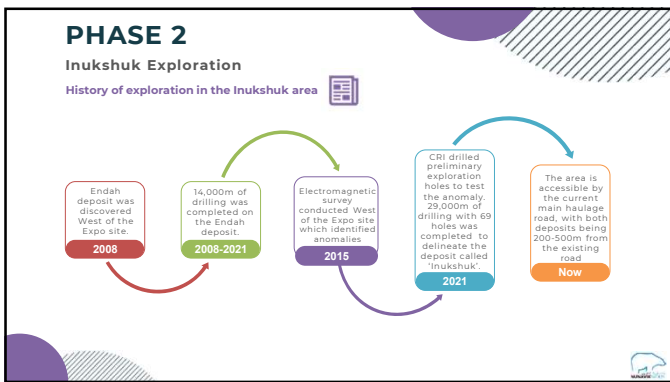 PHASE 2
Inukshuk Exploration
History of exploration in the Inukshuk area
Endah
deposit was
discovered
West of the
Expo site.
2008
14,000m of
drilling was
completed on
the Endah
deposit.
2008-2021
Electromagnetic
survey
conducted West
of the Expo site
which identified
anomalies
2015
CRI drilled
preliminary
exploration
holes to test
the anomaly.
29,000m of
drilling with 69
holes was
completed to
delineate the
deposit called
'Inukshuk'.
2021
The area is
accessible by
the current
main haulage
road, with both
deposits being
200-500m from
the existing
road
Now